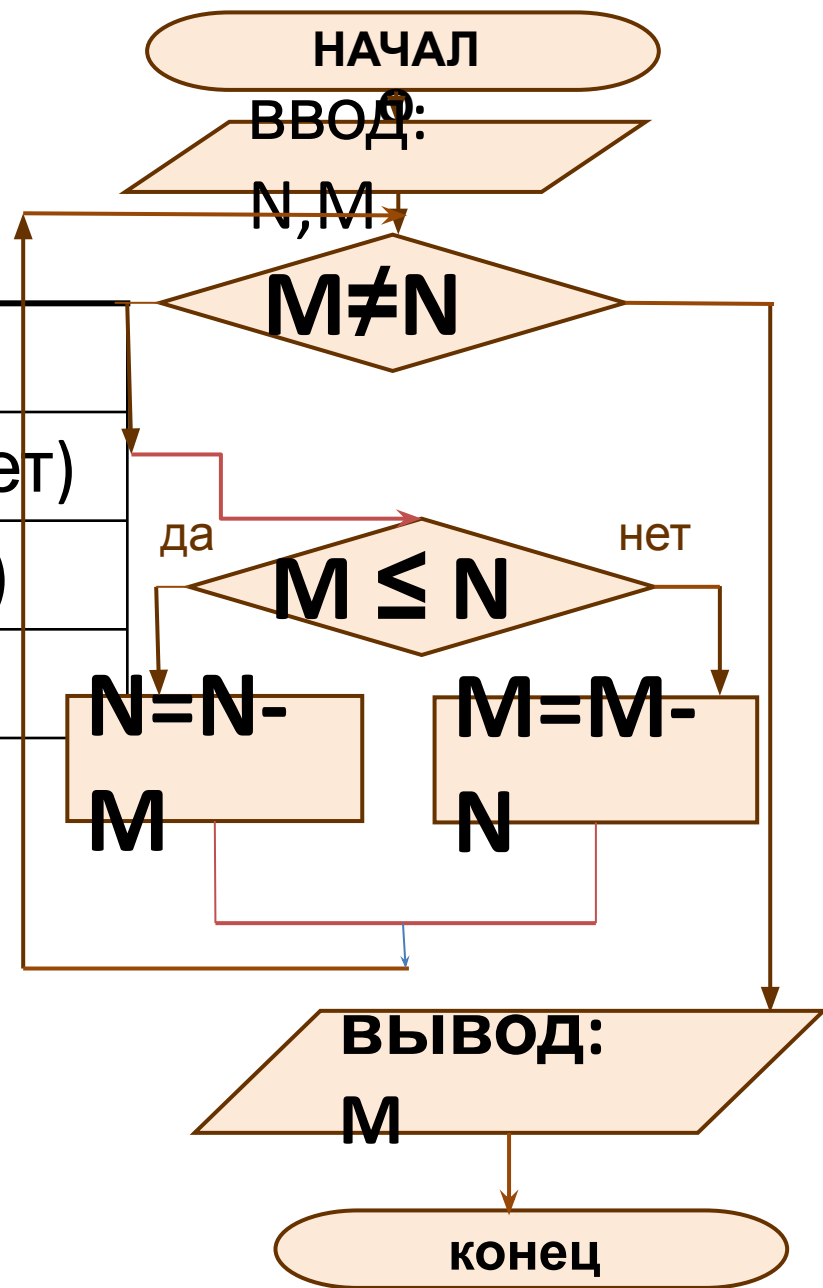 НАЧАЛ
О
ВВОД:
N,M
M≠N
ет)
)
да
нет
M ≤ N
N=N-
M
M=M-
N
вывод:
M
конец